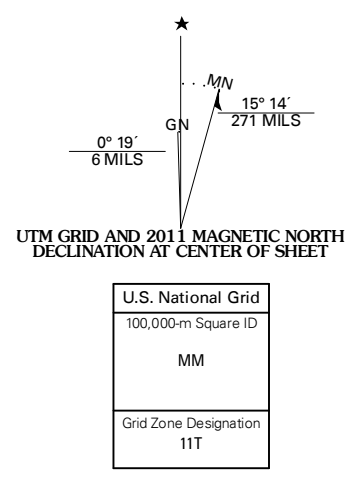 MN
GN
15° 14´
271 MILS
0° 19´
6 MILS
UTM GRID AND 2011 MAGNETIC NORTH
DECLINATION AT CENTER OF SHEET
U.S. National Grid
100,000-m Square ID
MM
Grid Zone Designation
11T